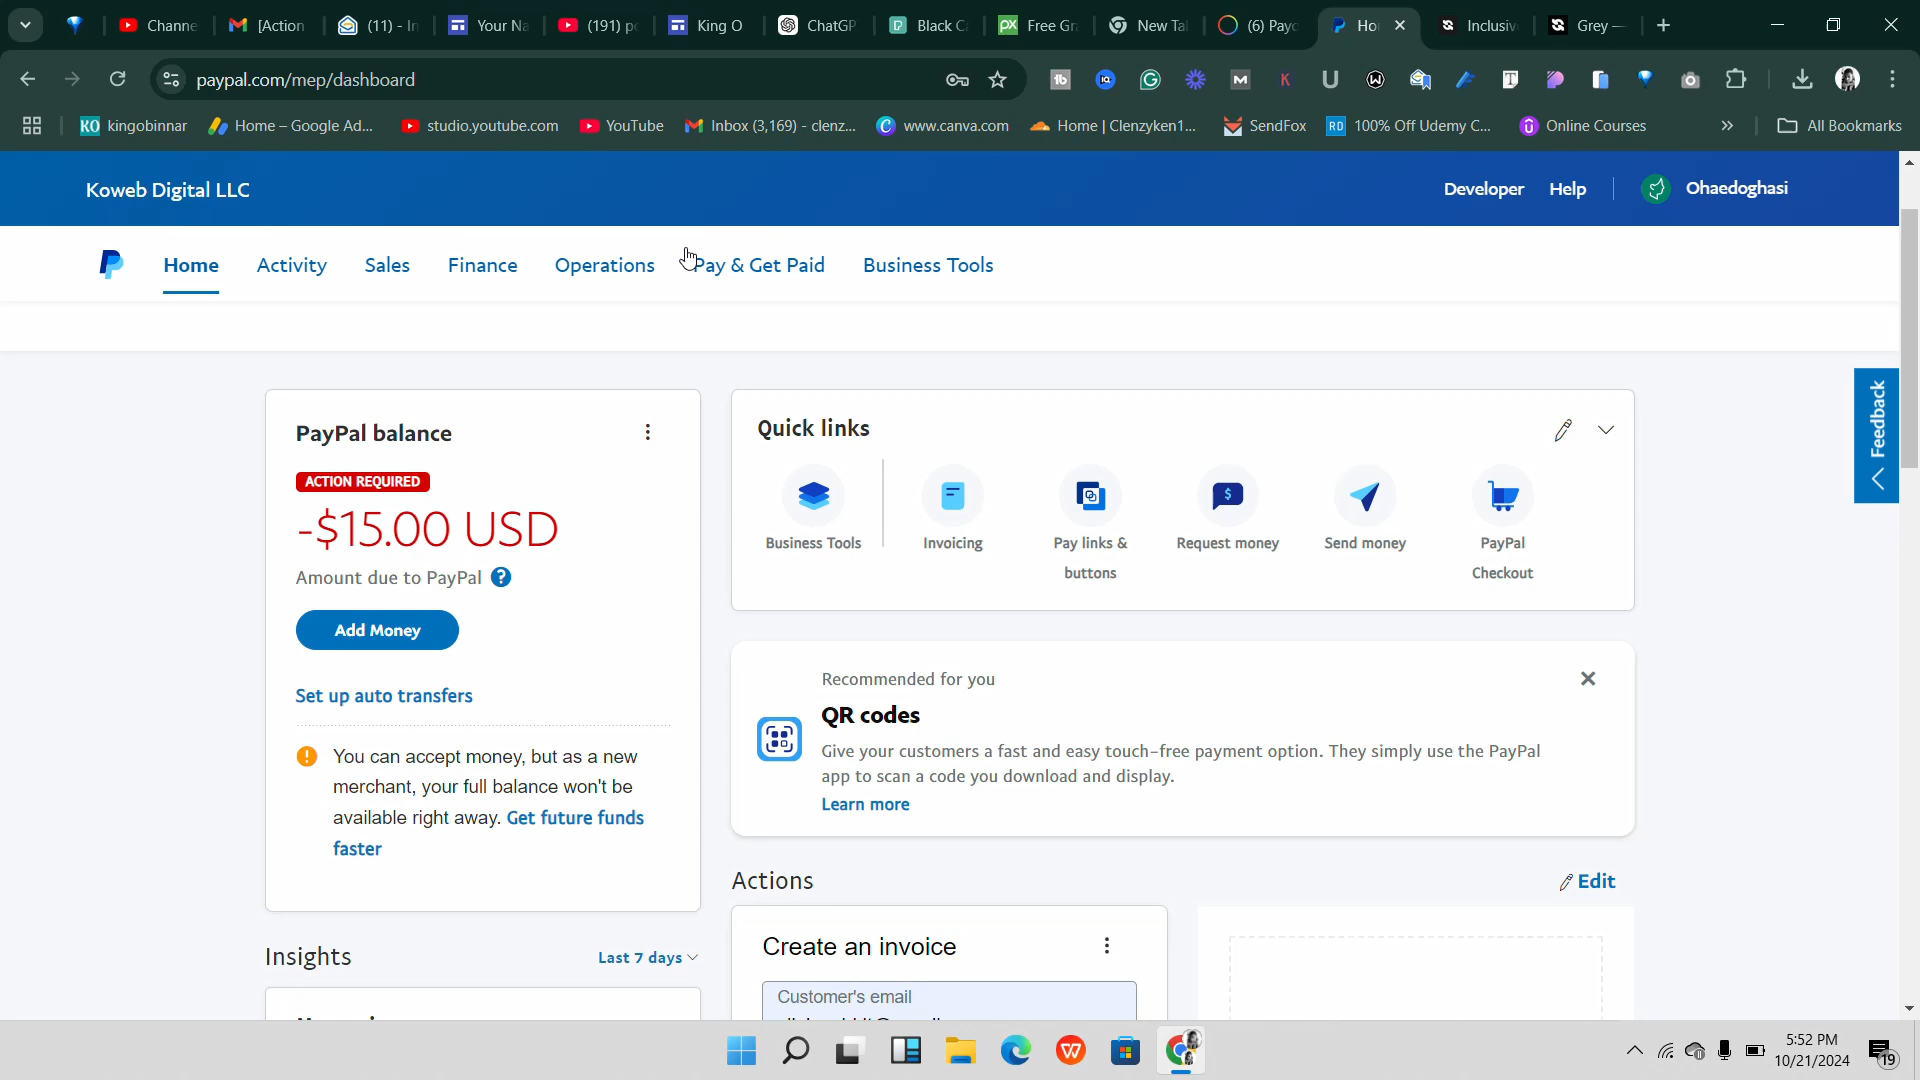 Channe
[Action
(11) - In
Your Na
(191) p
King O
ChatGP
Black C
Free Gr
New Ta
(6) Payo
Ho
Inclusiv
Grey —
paypal.com/mep/dashboard
kingobinnar
Home – Google Ad...
studio.youtube.com
YouTube
Inbox (3,169) - clenz...
www.canva.com
Home | Clenzyken1...
SendFox
100% Off Udemy C...
Online Courses
All Bookmarks
Koweb Digital LLC
Developer
Help
Ohaedoghasi
Home
Activity
Sales
Finance
Operations
Pay & Get Paid
Business Tools
PayPal balance
ACTION REQUIRED
-$15.00 USD
Amount due to PayPal
Add Money
Set up auto transfers
You can accept money, but as a new
merchant, your full balance won't be
available right away. Get future funds
faster
Quick links
Business Tools
Invoicing
Pay links &
buttons
Request money
Send money
PayPal
Checkout
Recommended for you
QR codes
Give your customers a fast and easy touch-free payment option. They simply use the PayPal
app to scan a code you download and display.
Learn more
Feedback
Actions
Edit
Insights
Last 7 days
Create an invoice
Customer's email
5:52 PM
10/21/2024
19